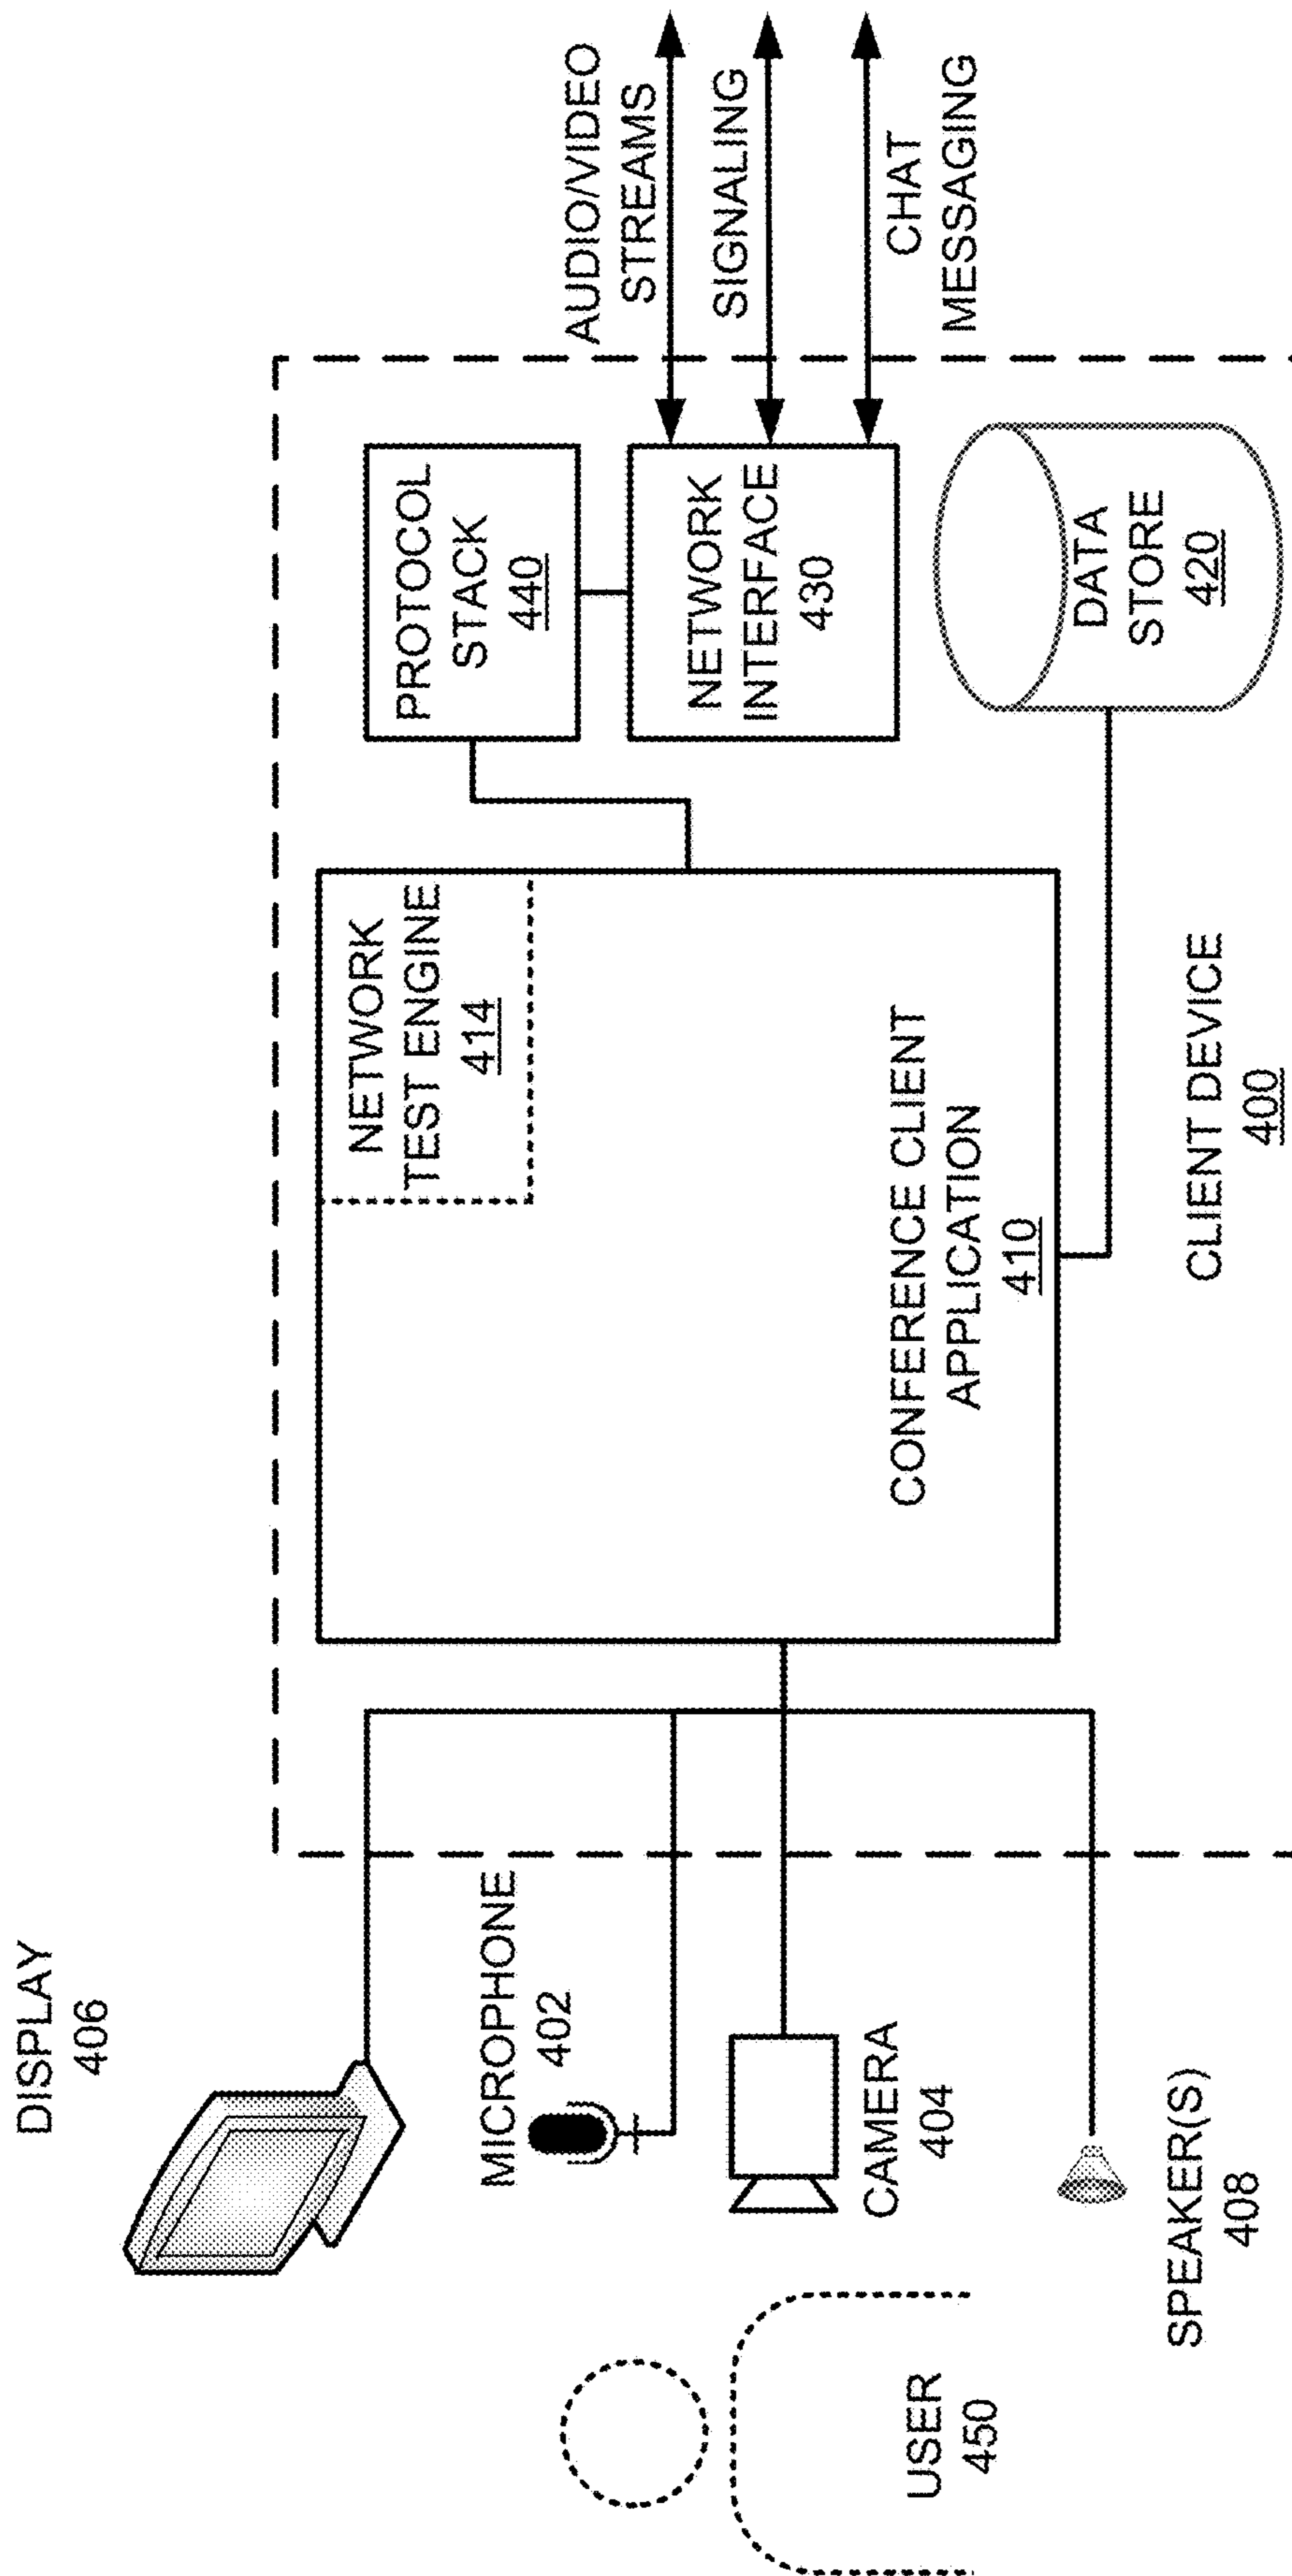 DISPLAY
406
MICROPHONE
402
CAMERA
404
SPEAKER(S)
408
USER
450
NETWORK
TEST ENGINE
414
CONFERENCE CLIENT
APPLICATION
410
PROTOCOL
STACK
440
NETWORK
INTERFACE
430
DATA
STORE
420
CLIENT DEVICE
400
AUDIO/VIDEO
STREAMS
SIGNALING
CHAT
MESSAGING